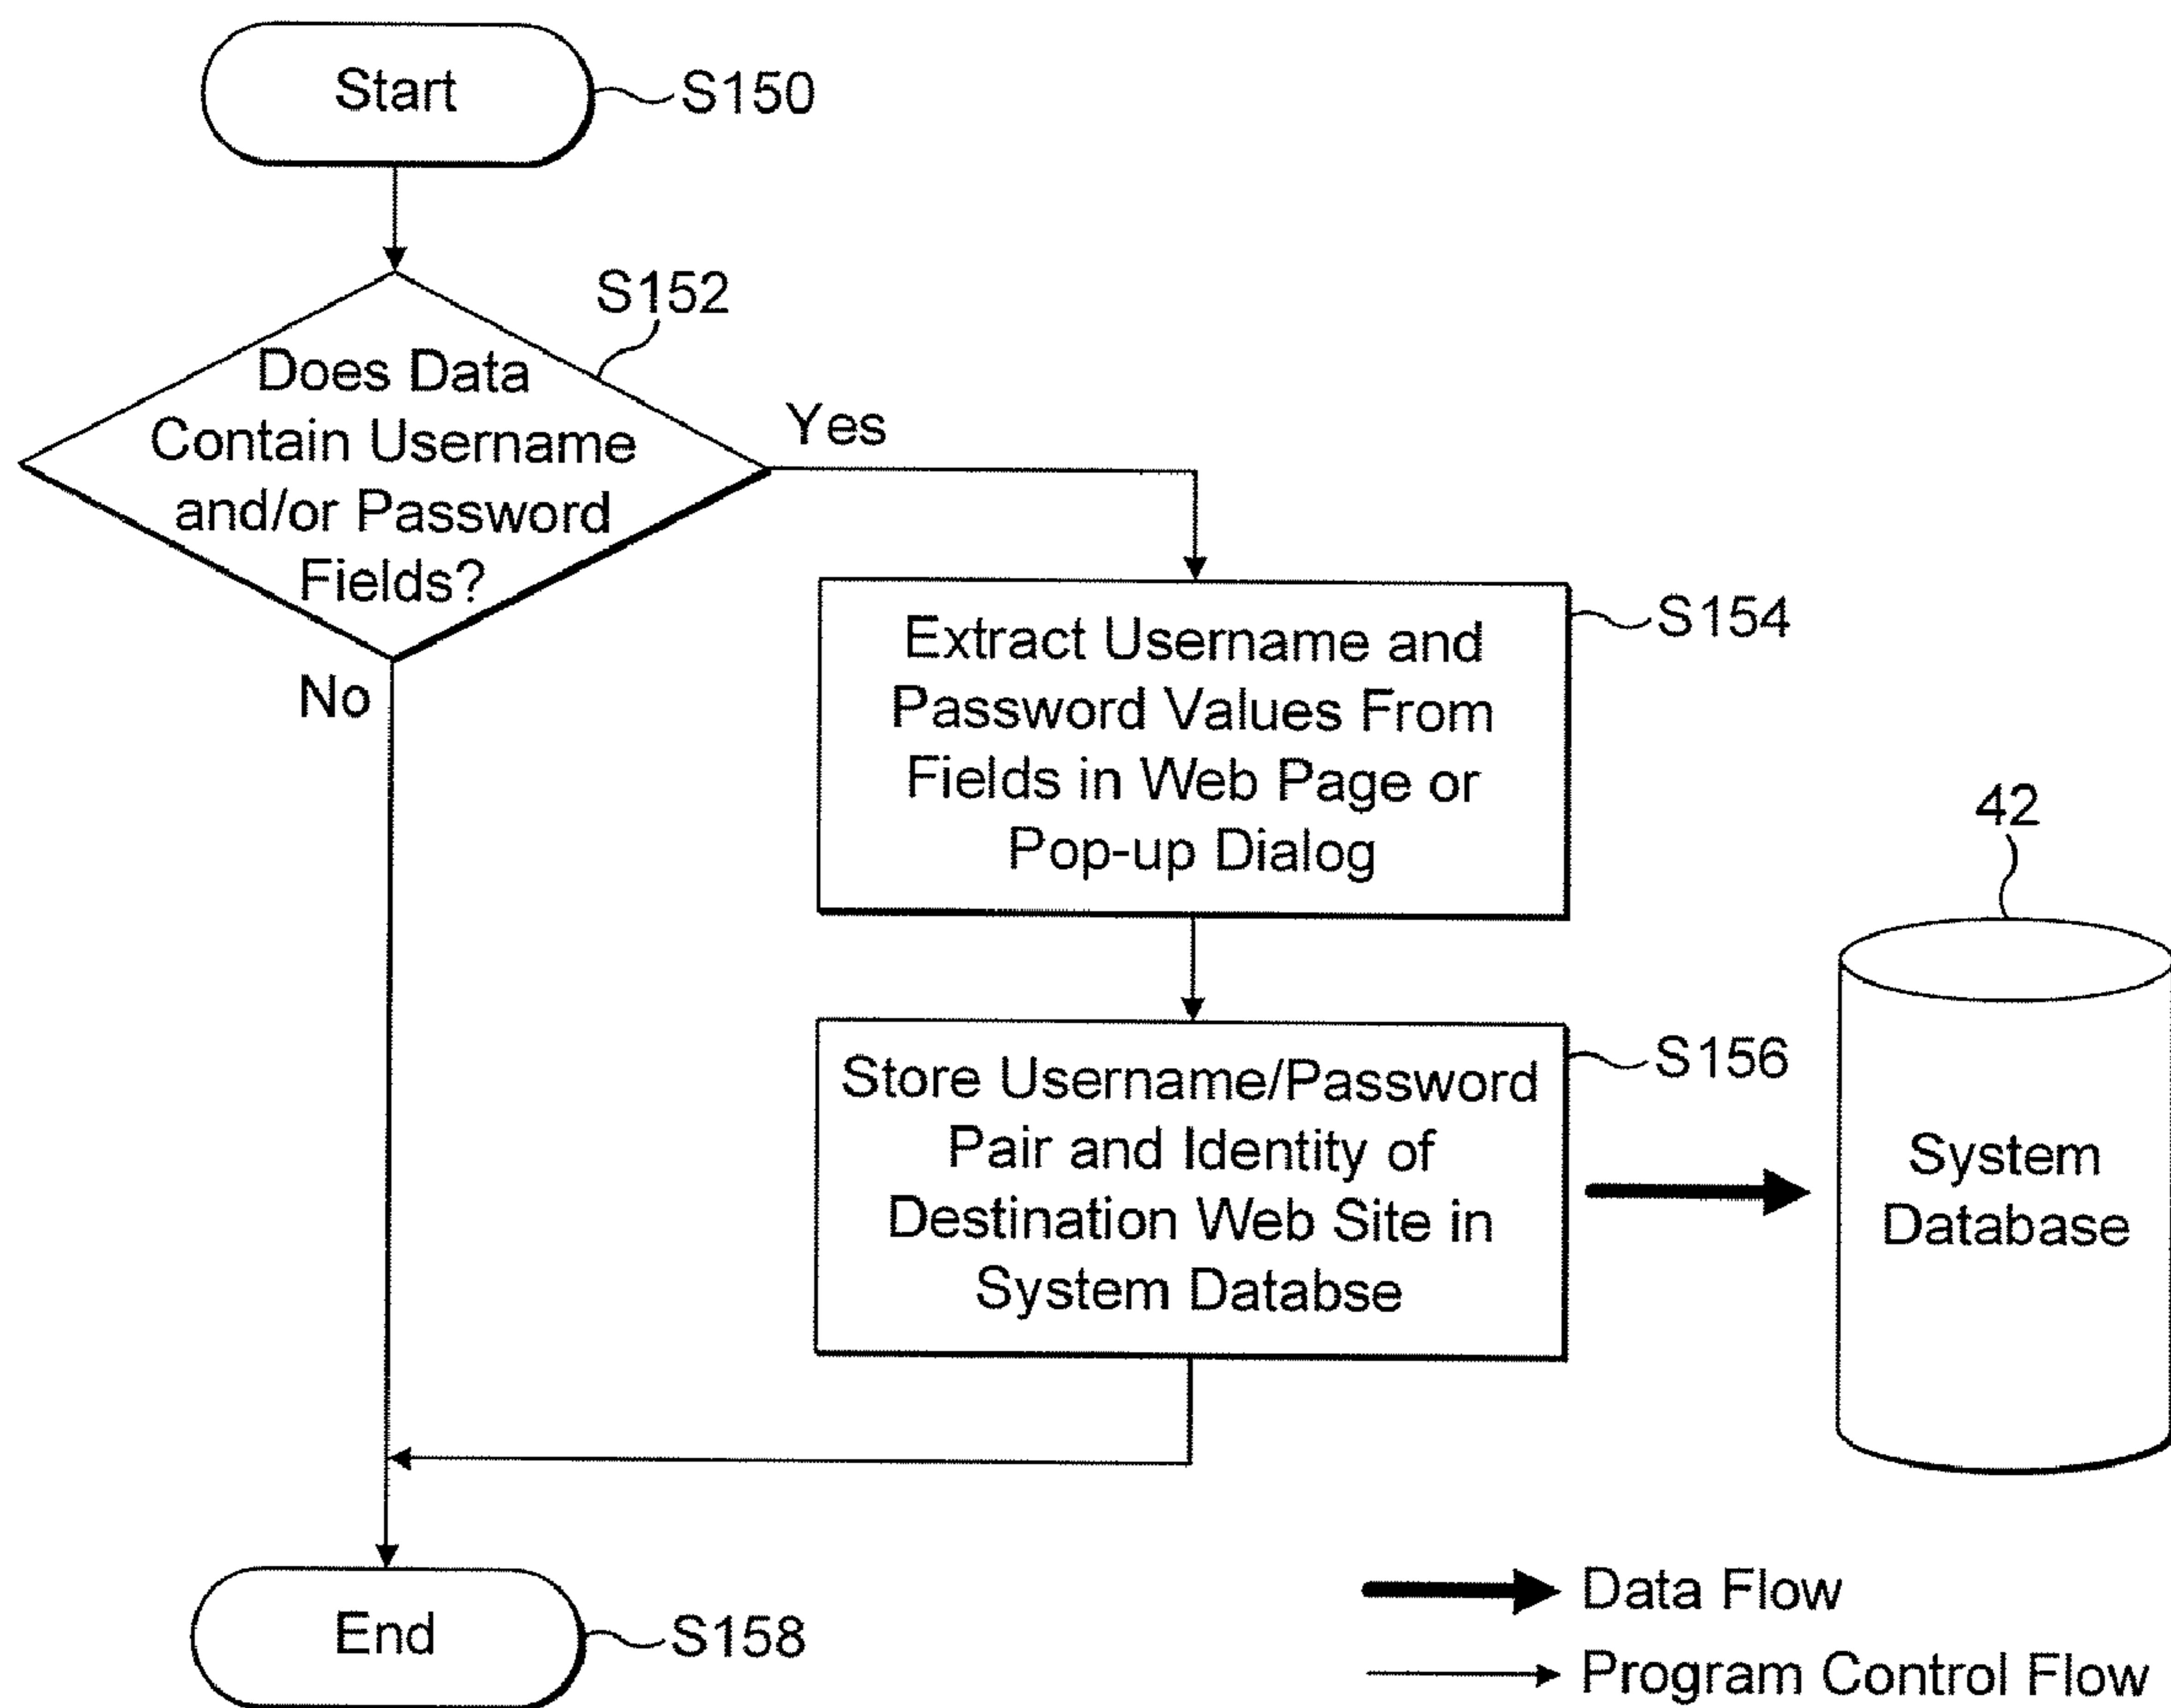 Start
S150
S152
Does Data
Contain Username
and/or Password
Fields?
Yes
No
Extract Username and
Password Values From
Fields in Web Page or
Pop-up Dialog
S154
Store Username/Password
Pair and Identity of
Destination Web Site in
System Databse
S156
42
System
Database
End
S158
Data Flow
Program Control Flow